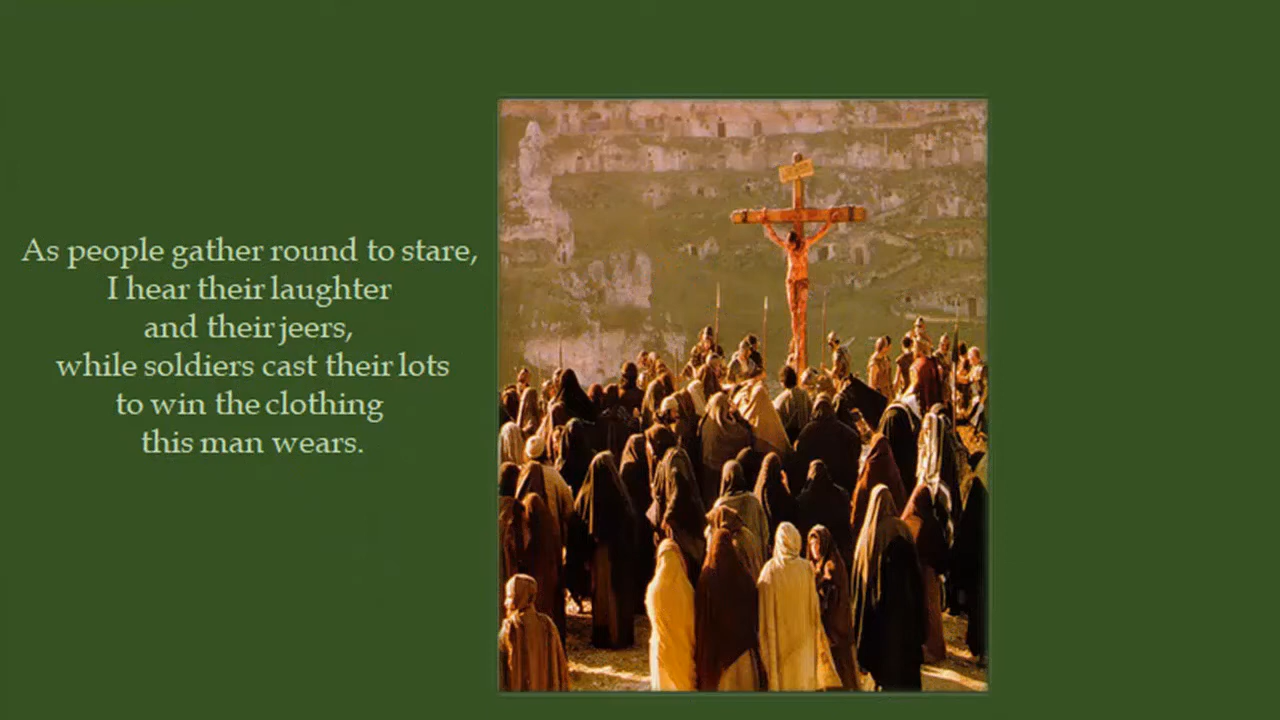 As people gather round to stare,
I hear their laughter
and their jeers,
while soldiers cast their lots
to win the clothing
this man wears.